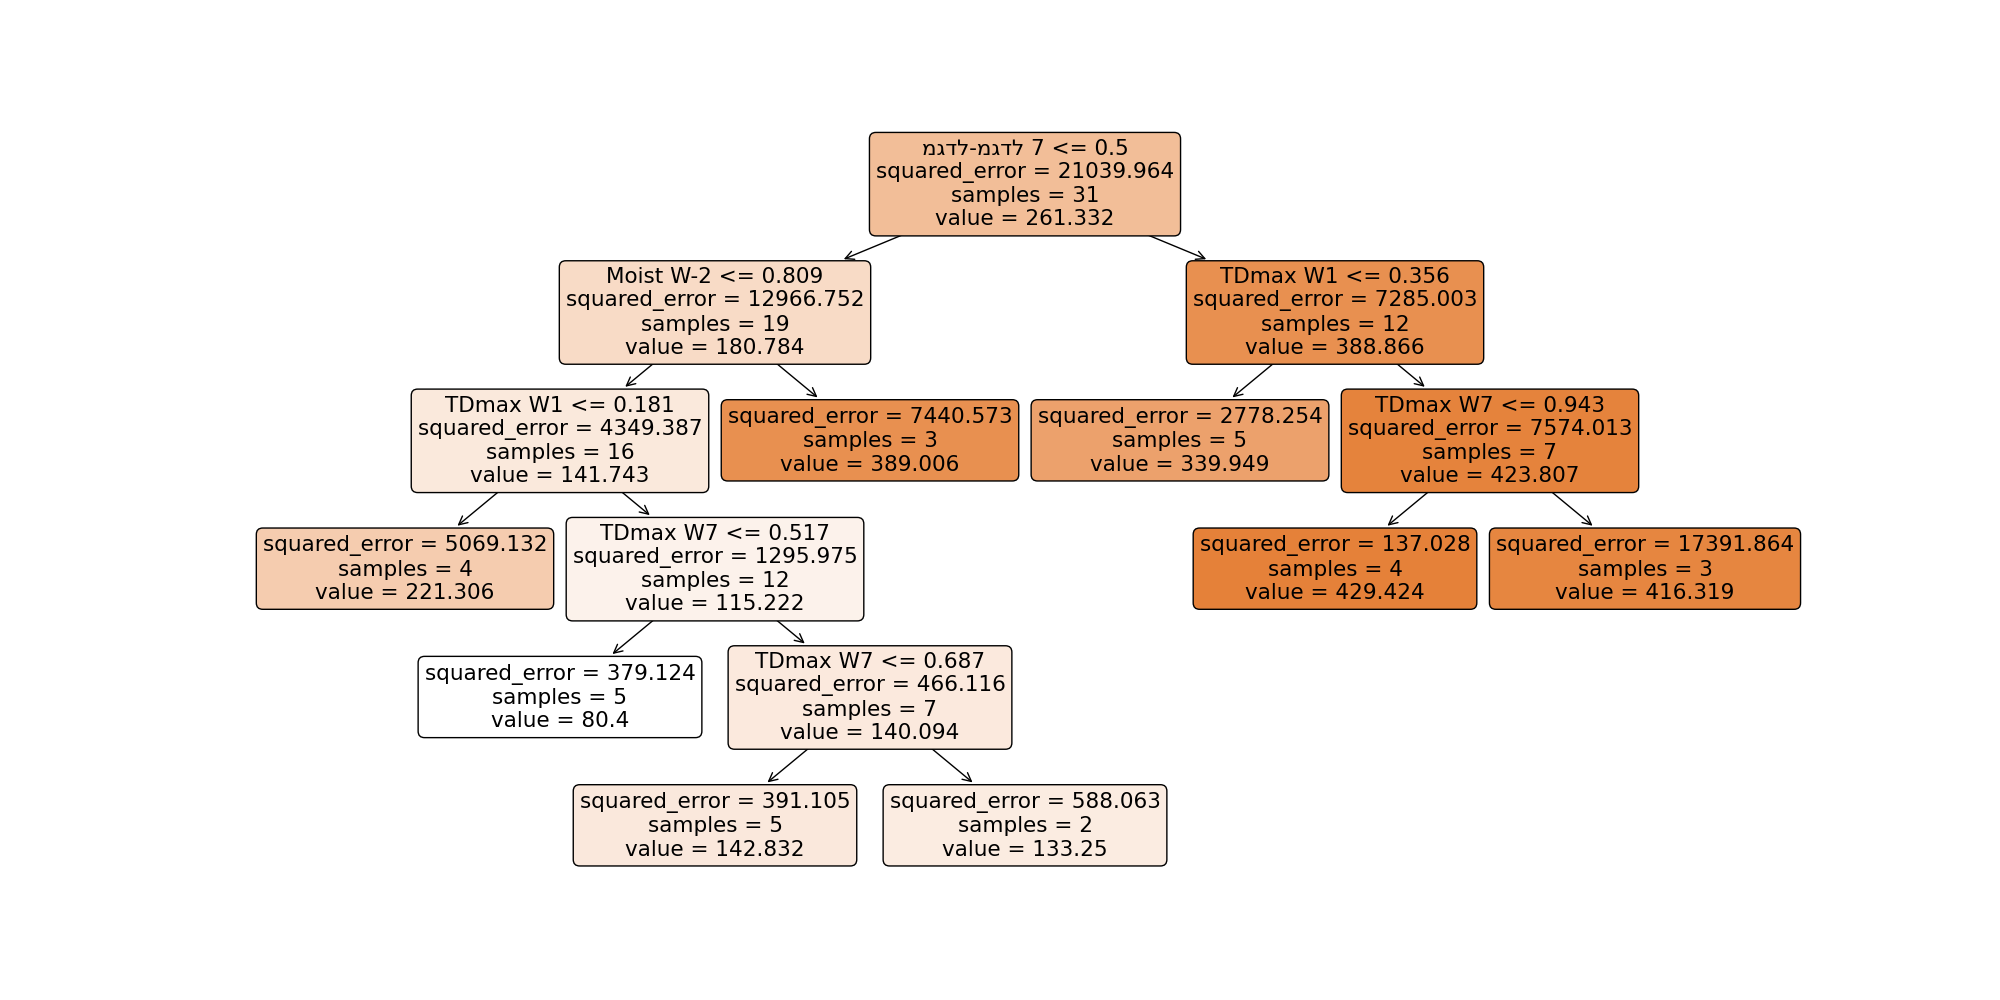 מגדל-מגדל 7 <= 0.5
squared_error = 21039.964
samples = 31
value = 261.332
Moist W-2 <= 0.809
squared_error = 12966.752
samples = 19
value = 180.784
TDmax W1 <= 0.356
squared_error = 7285.003
samples = 12
value = 388.866
TDmax W1 <= 0.181
squared_error = 4349.387
samples = 16
value = 141.743
squared_error = 7440.573
samples = 3
value = 389.006
squared_error = 2778.254
samples = 5
value = 339.949
TDmax W7 <= 0.943
squared_error = 7574.013
samples = 7
value = 423.807
squared_error = 5069.132
samples = 4
value = 221.306
TDmax W7 <= 0.517
squared_error = 1295.975
samples = 12
value = 115.222
squared_error = 137.028
samples = 4
value = 429.424
squared_error = 17391.864
samples = 3
value = 416.319
squared_error = 379.124
samples = 5
value = 80.4
TDmax W7 <= 0.687
squared_error = 466.116
samples = 7
value = 140.094
squared_error = 391.105
samples = 5
value = 142.832
squared_error = 588.063
samples = 2
value = 133.25